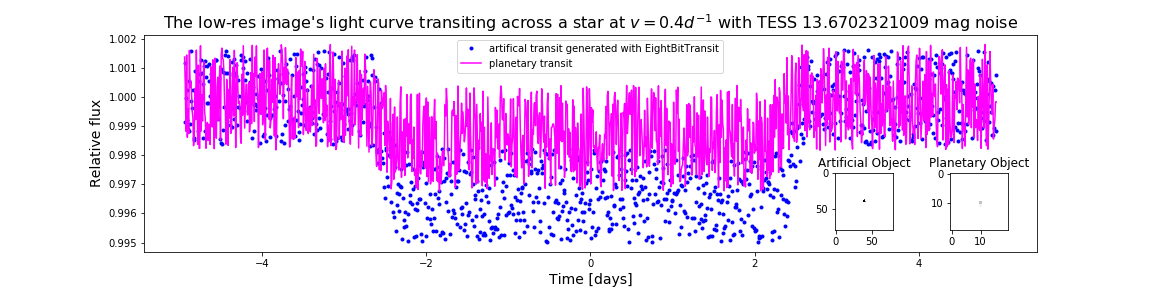 The low-res image's light curve transiting across a star at v = 0.4d⁻¹ with TESS 13.6702321009 mag noise
artifical transit generated with EightBitTransit
planetary transit
Relative flux
1.002
1.001
1.000
0.999
0.998
0.997
0.996
0.995
Artificial Object
0
50
0 50
Planetary Object
0
10
0 10
−4 −2 0 2 4
Time [days]